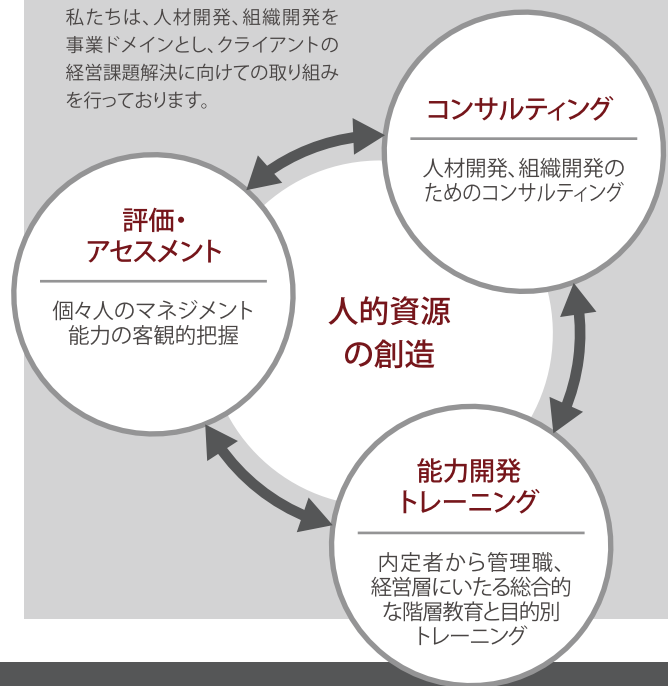 私たちは、人材開発、組織開発を
事業ドメインとし、クライアントの
経営課題解決に向けての取り組み
を行っております。
コンサルティング
人材開発、組織開発の
ためのコンサルティング
評価・
アセスメント
個々人のマネジメント
能力の客観的把握
人的資源
の創造
能力開発
トレーニング
内定者から管理職、
経営層にいたる総合的
な階層教育と目的別
トレーニング